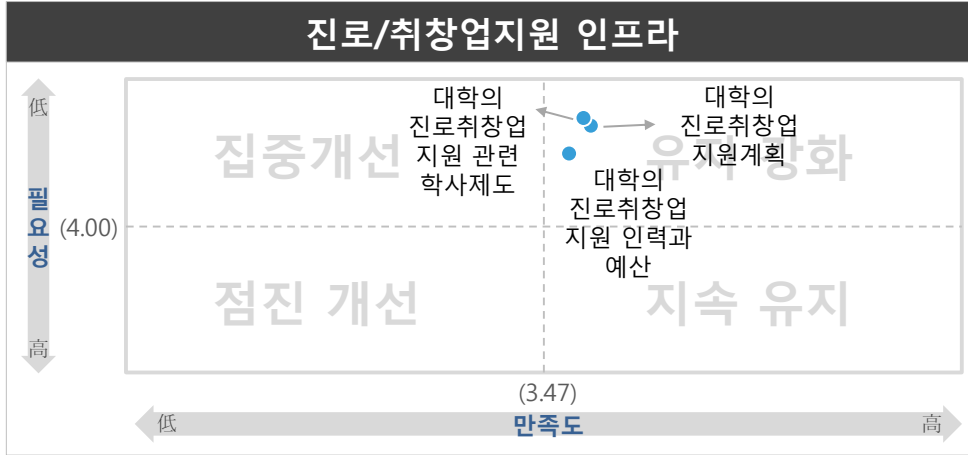 진로/취창업지원 인프라
低
필
요
성
高
(4.00)
집중개선
유지 강화
점진 개선
지속 유지
대학의
진로취창업
지원 관련
학사제도
대학의
진로취창업
지원계획
대학의
진로취창업
지원 인력과
예산
(3.47)
低
만족도
高